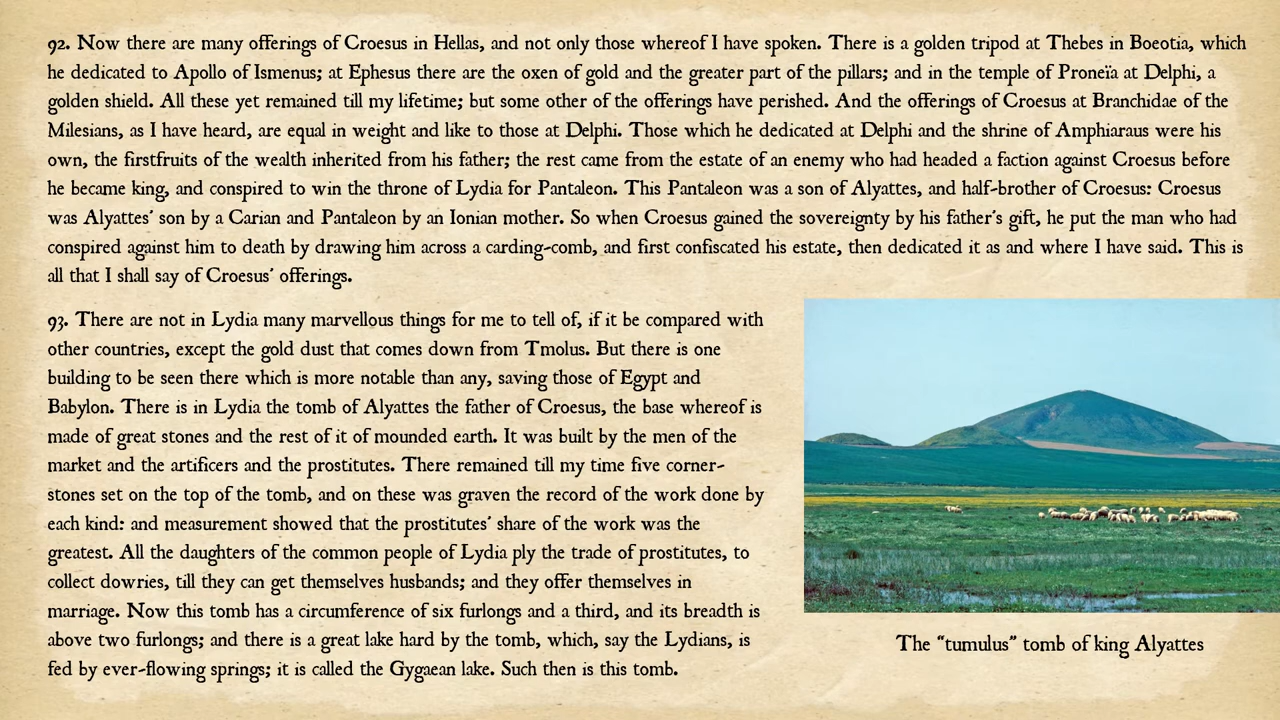 92. Now there are many offerings of Croesus in Hellas, and not only those whereof I have spoken. There is a golden tripod at Thebes in Boeotia, which
he dedicated to Apollo of Ismenus; at Ephesus there are the oxen of gold and the greater part of the pillars; and in the temple of Proneïa at Delphi, a
golden shield. All these yet remained till my lifetime; but some other of the offerings have perished. And the offerings of Croesus at Branchidae of the
Milesians, as I have heard, are equal in weight and like to those at Delphi. Those which he dedicated at Delphi and the shrine of Amphiaraus were his
own, the firstfruits of the wealth inherited from his father; the rest came from the estate of an enemy who had headed a faction against Croesus before
he became king, and conspired to win the throne of Lydia for Pantaleon. This Pantaleon was a son of Alyattes, and half-brother of Croesus: Croesus
was Alyattes' son by a Carian and Pantaleon by an Ionian mother. So when Croesus gained the sovereignty by his father's gift, he put the man who had
conspired against him to death by drawing him across a carding-comb, and first confiscated his estate, then dedicated it as and where I have said. This is
all that I shall say of Croesus' offerings.
93. There are not in Lydia many marvellous things for me to tell of, if it be compared with
other countries, except the gold dust that comes down from Tmolus. But there is one
building to be seen there which is more notable than any, saving those of Egypt and
Babylon. There is in Lydia the tomb of Alyattes the father of Croesus, the base whereof is
made of great stones and the rest of it of mounded earth. It was built by the men of the
market and the artificers and the prostitutes. There remained till my time five corner-
stones set on the top of the tomb, and on these was graven the record of the work done by
each kind: and measurement showed that the prostitutes' share of the work was the
greatest. All the daughters of the common people of Lydia ply the trade of prostitutes, to
collect dowries, till they can get themselves husbands; and they offer themselves in
marriage. Now this tomb has a circumference of six furlongs and a third, and its breadth is
above two furlongs; and there is a great lake hard by the tomb, which, say the Lydians, is
fed by ever-flowing springs; it is called the Gygaean lake. Such then is this tomb.
The "tumulus" tomb of king Alyattes